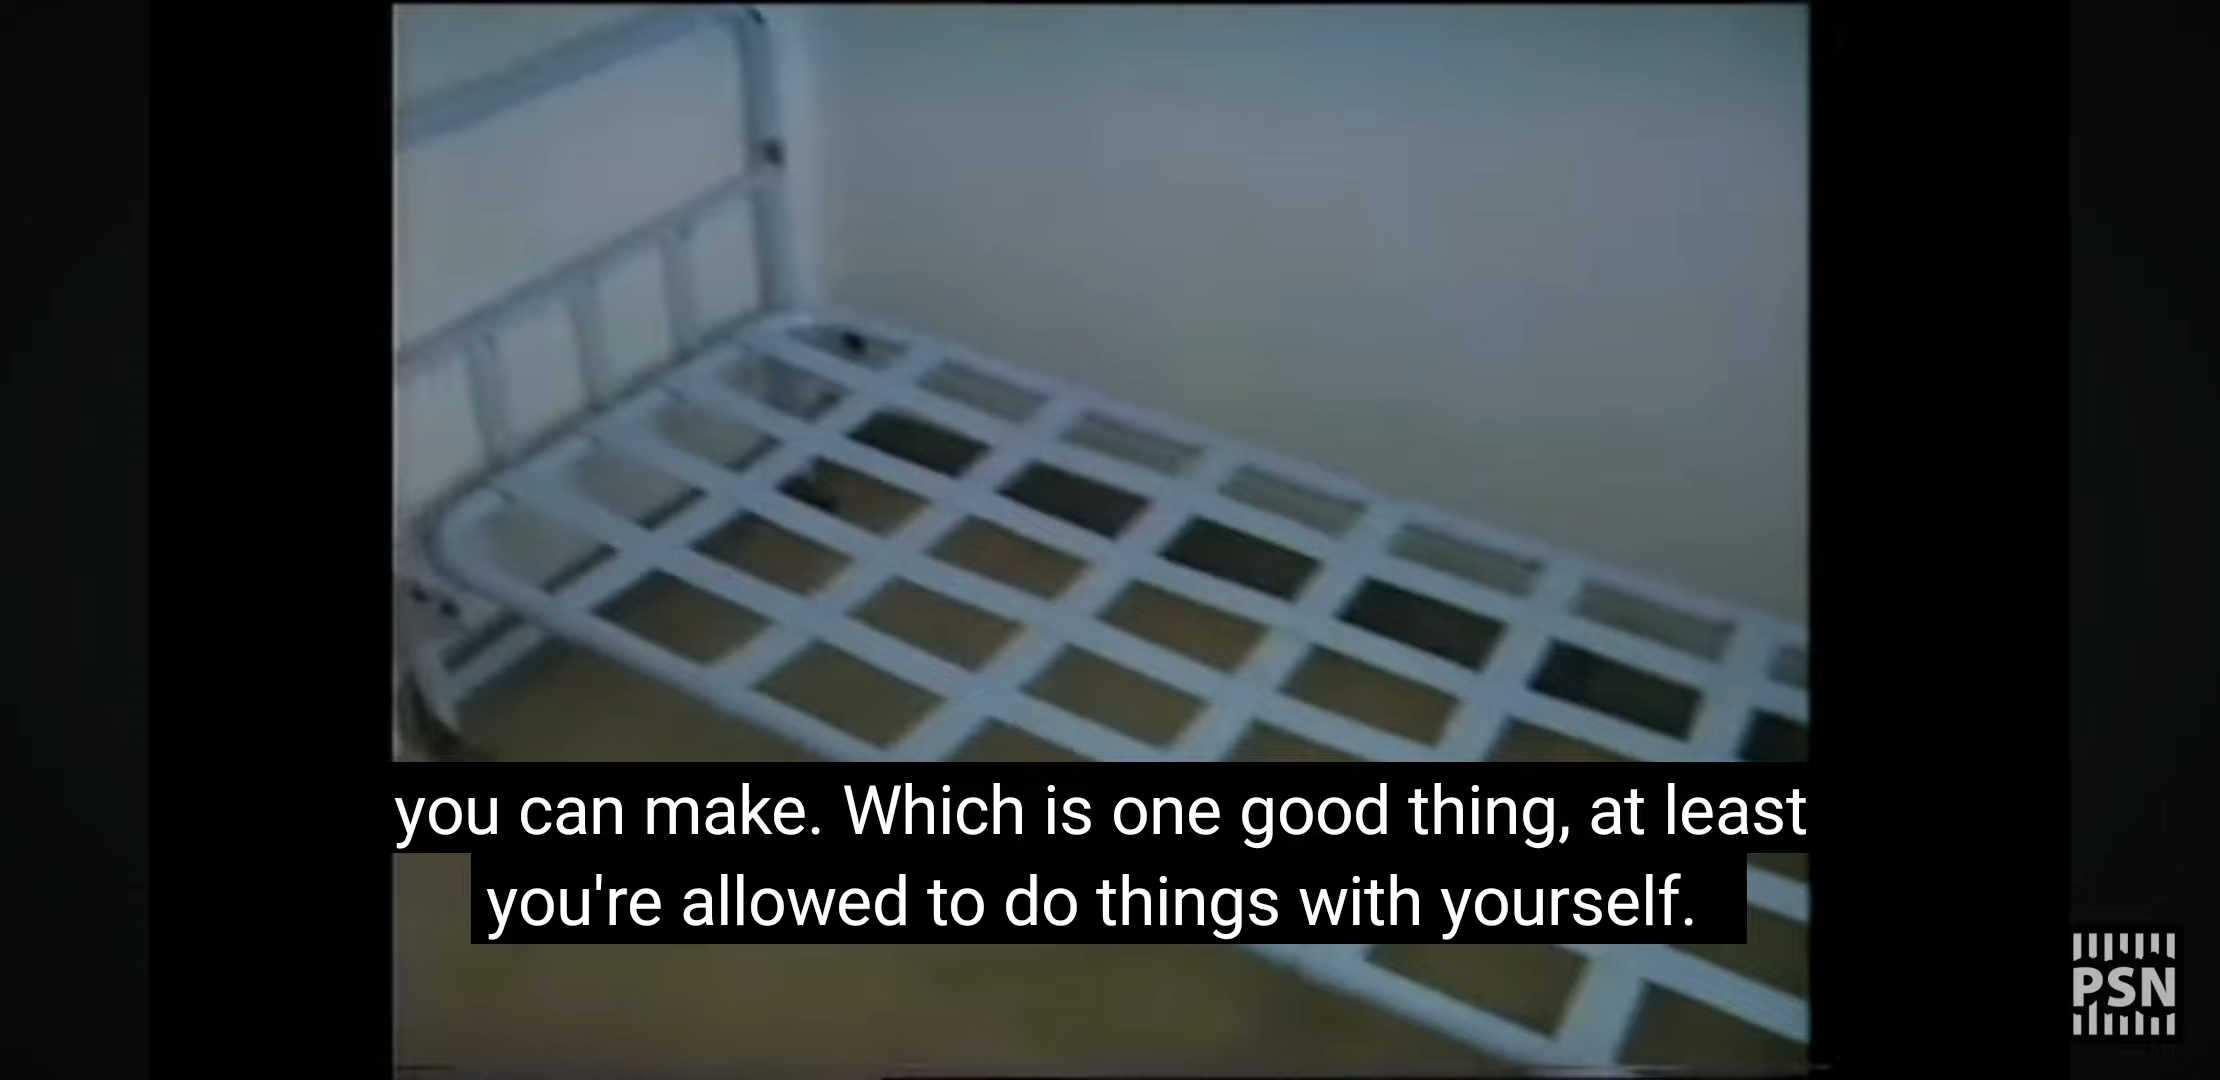 you can make. Which is one good thing, at least
you're allowed to do things with yourself.
PSN